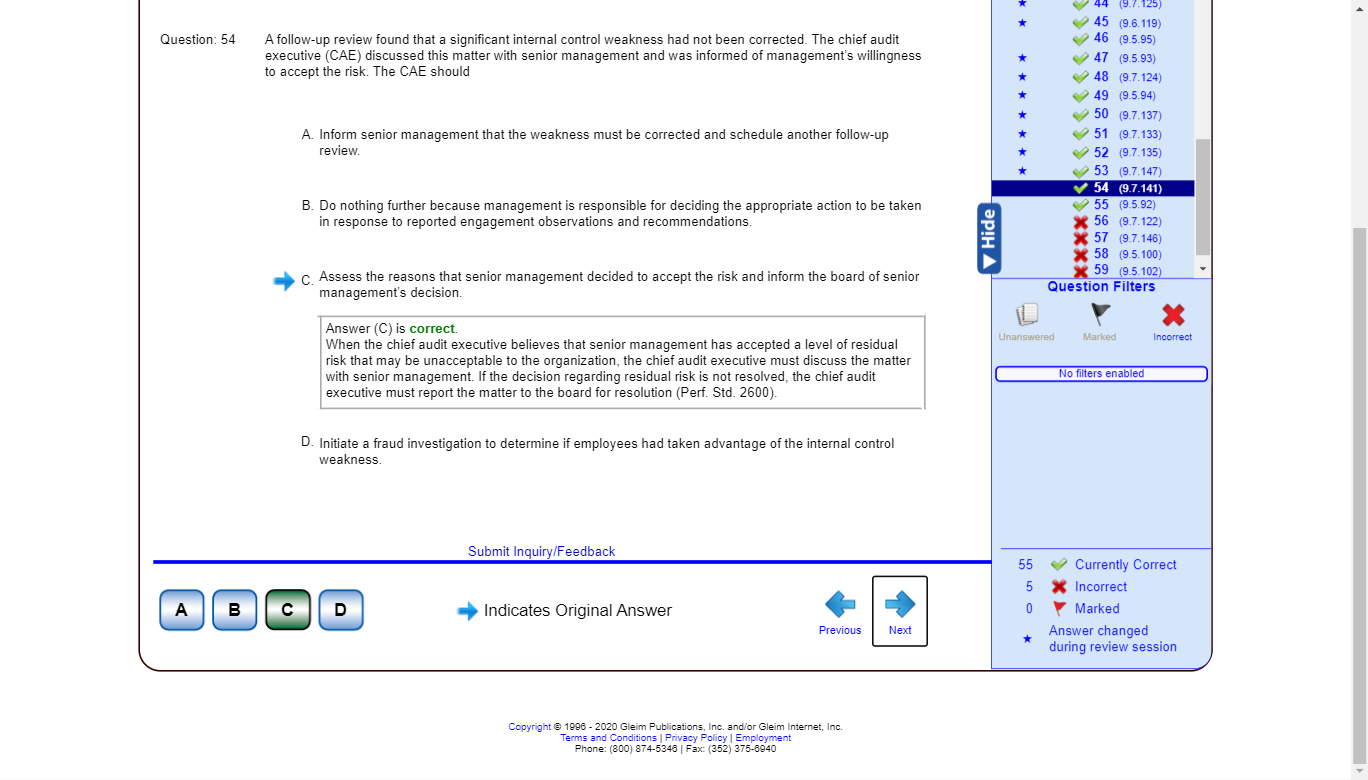 Question: 54
A follow-up review found that a significant internal control weakness had not been corrected. The chief audit
executive (CAE) discussed this matter with senior management and was informed of management's willingness
to accept the risk. The CAE should
A. Inform senior management that the weakness must be corrected and schedule another follow-up
review.
B. Do nothing further because management is responsible for deciding the appropriate action to be taken
in response to reported engagement observations and recommendations.
C. Assess the reasons that senior management decided to accept the risk and inform the board of senior
management's decision.
Answer (C) is correct.
When the chief audit executive believes that senior management has accepted a level of residual
risk that may be unacceptable to the organization, the chief audit executive must discuss the matter
with senior management. If the decision regarding residual risk is not resolved, the chief audit
executive must report the matter to the board for resolution (Perf. Std. 2600).
D. Initiate a fraud investigation to determine if employees had taken advantage of the internal control
weakness.
Submit Inquiry/Feedback
A B C D
Indicates Original Answer
Previous
Next
44 (9.7.125)
45 (9.6.119)
46 (9.5.95)
47 (9.5.93)
48 (9.7.124)
49 (9.5.94)
50 (9.7.137)
51 (9.7.133)
52 (9.7.135)
53 (9.7.147)
54 (9.7.141)
55 (9.5.92)
56 (9.7.122)
57 (9.7.146)
58 (9.5.100)
59 (9.5.102)
Hide
Question Filters
Unanswered
Marked
Incorrect
No filters enabled
55 Currently Correct
5 Incorrect
0 Marked
Answer changed
during review session
Copyright © 1996 - 2020 Gleim Publications, Inc. and/or Gleim Internet, Inc.
Terms and Conditions | Privacy Policy | Employment
Phone: (800) 874-5346 | Fax: (352) 375-6940